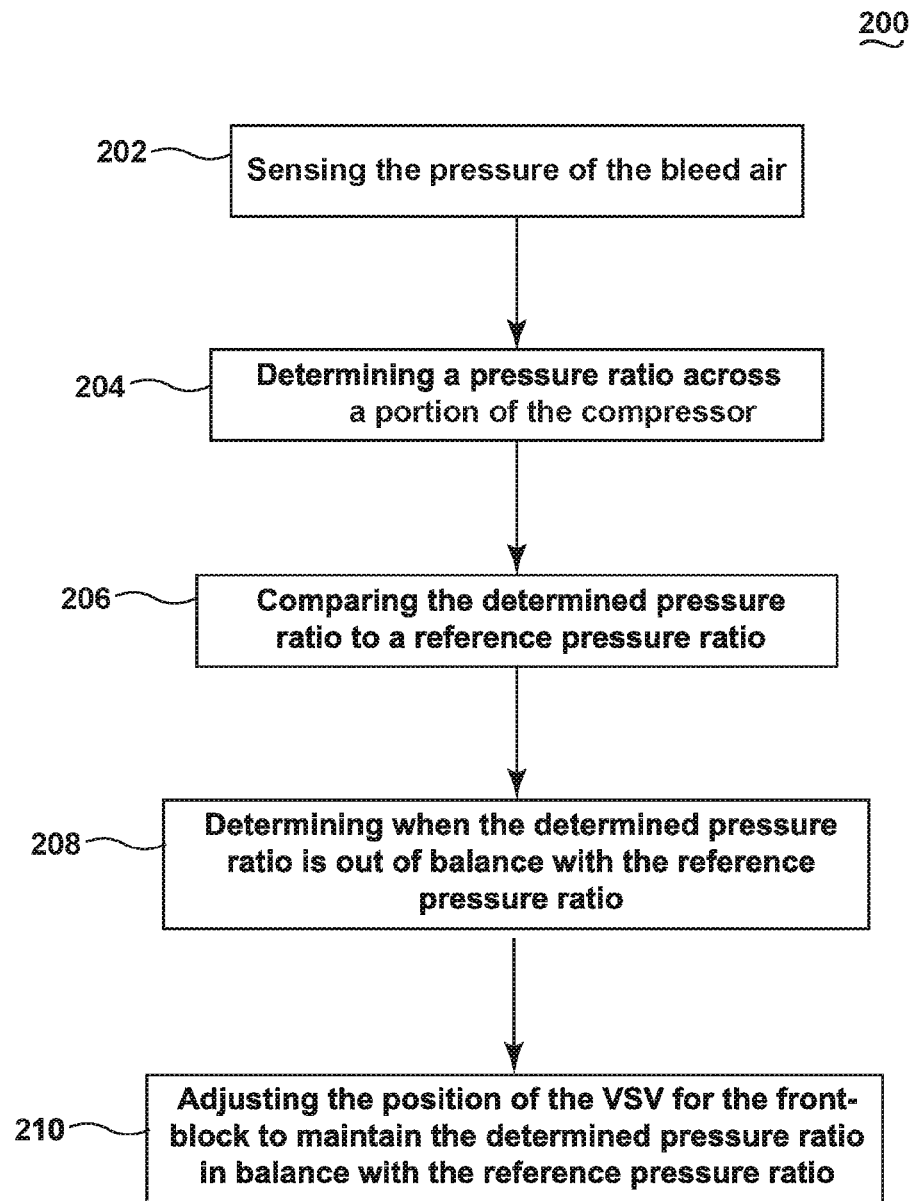 200
202
Sensing the pressure of the bleed air
204
Determining a pressure ratio across
a portion of the compressor
206
Comparing the determined pressure
ratio to a reference pressure ratio
208
Determining when the determined pressure
ratio is out of balance with the reference
pressure ratio
210
Adjusting the position of the VSV for the front-
block to maintain the determined pressure ratio
in balance with the reference pressure ratio